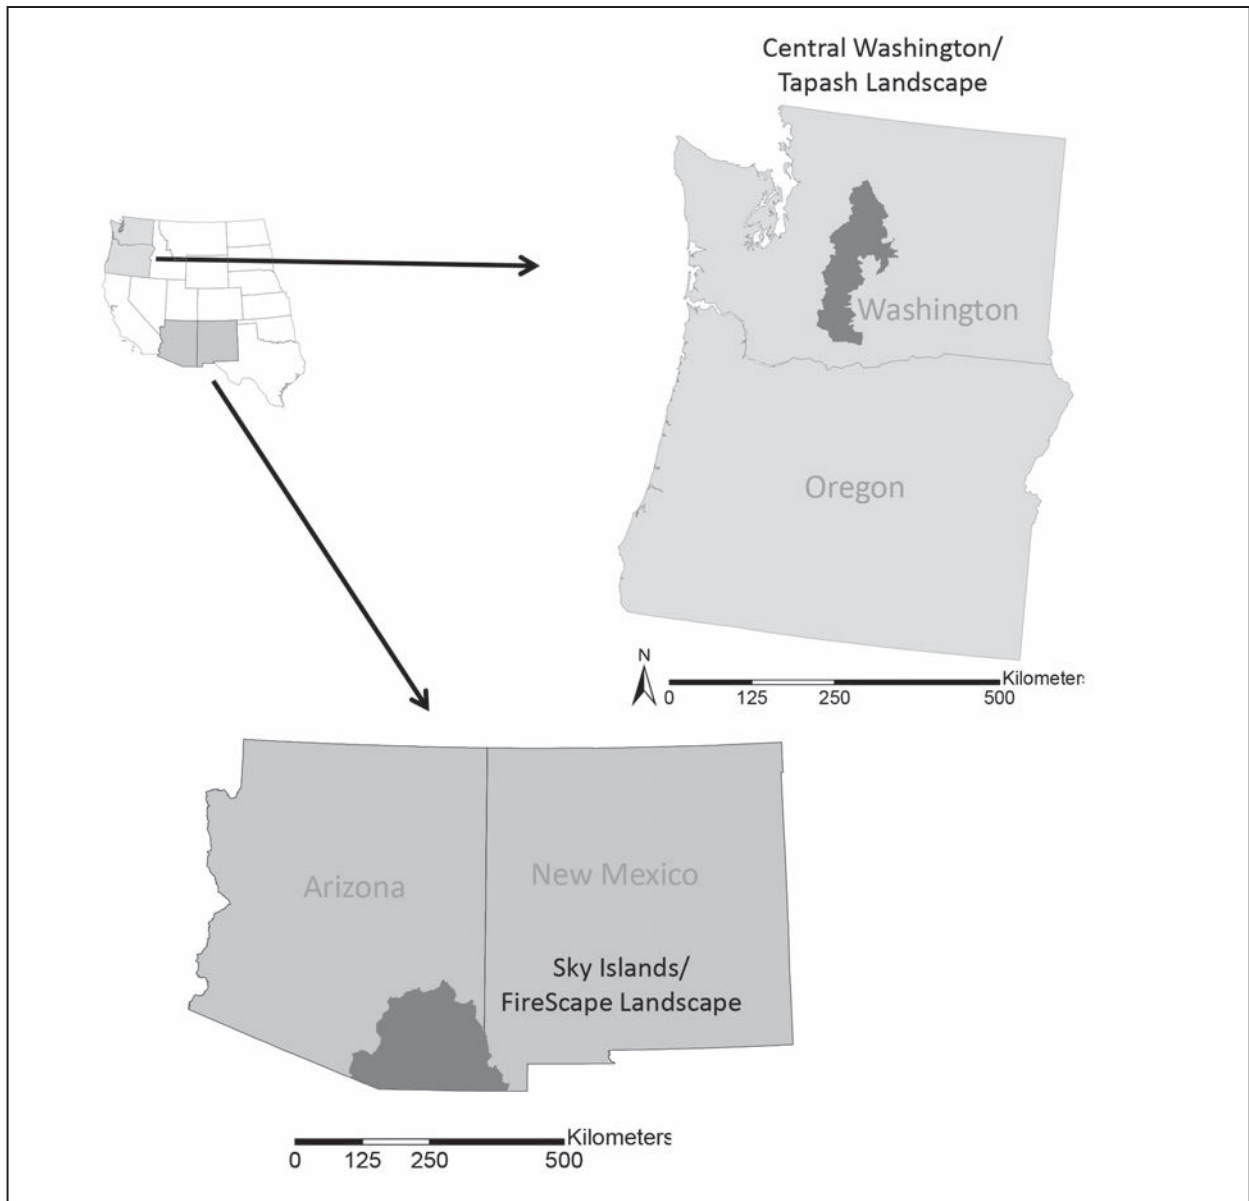 Central Washington/
Tapash Landscape
Washington
Oregon
N
Kilometers
0 125 250 500
Arizona
New Mexico
Sky Islands/
FireScape Landscape
Kilometers
0 125 250 500